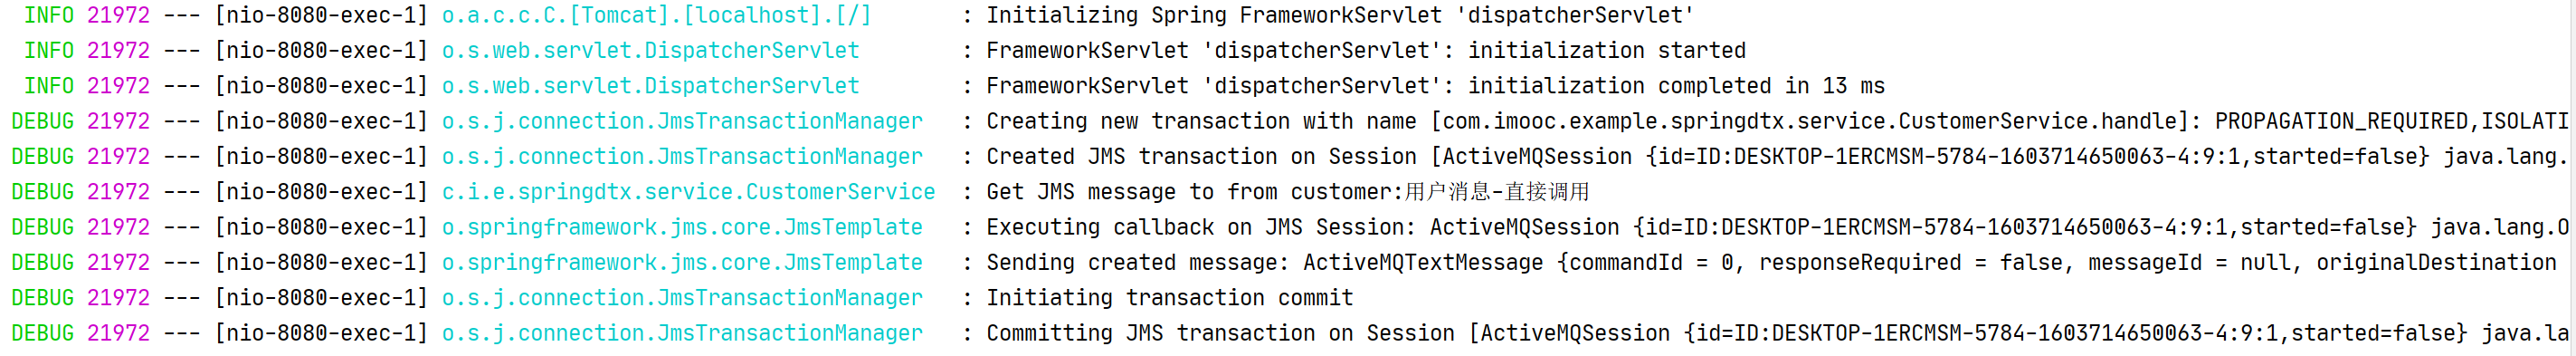 INFO 21972 --- [nio-8080-exec-1] o.a.c.c.C.[Tomcat].[localhost].[/] : Initializing Spring FrameworkServlet 'dispatcherServlet'
INFO 21972 --- [nio-8080-exec-1] o.s.web.servlet.DispatcherServlet : FrameworkServlet 'dispatcherServlet': initialization started
INFO 21972 --- [nio-8080-exec-1] o.s.web.servlet.DispatcherServlet : FrameworkServlet 'dispatcherServlet': initialization completed in 13 ms
DEBUG 21972 --- [nio-8080-exec-1] o.s.j.connection.JmsTransactionManager : Creating new transaction with name [com.imooc.example.springdtx.service.CustomerService.handle]: PROPAGATION_REQUIRED,ISOLATI
DEBUG 21972 --- [nio-8080-exec-1] o.s.j.connection.JmsTransactionManager : Created JMS transaction on Session [ActiveMQSession {id=ID:DESKTOP-1ERCMSM-5784-1603714650063-4:9:1,started=false} java.lang.
DEBUG 21972 --- [nio-8080-exec-1] c.i.e.springdtx.service.CustomerService : Get JMS message to from customer:用户消息-直接调用
DEBUG 21972 --- [nio-8080-exec-1] o.springframework.jms.core.JmsTemplate : Executing callback on JMS Session: ActiveMQSession {id=ID:DESKTOP-1ERCMSM-5784-1603714650063-4:9:1,started=false} java.lang.O
DEBUG 21972 --- [nio-8080-exec-1] o.springframework.jms.core.JmsTemplate : Sending created message: ActiveMQTextMessage {commandId = 0, responseRequired = false, messageId = null, originalDestination
DEBUG 21972 --- [nio-8080-exec-1] o.s.j.connection.JmsTransactionManager : Initiating transaction commit
DEBUG 21972 --- [nio-8080-exec-1] o.s.j.connection.JmsTransactionManager : Committing JMS transaction on Session [ActiveMQSession {id=ID:DESKTOP-1ERCMSM-5784-1603714650063-4:9:1,started=false} java.la